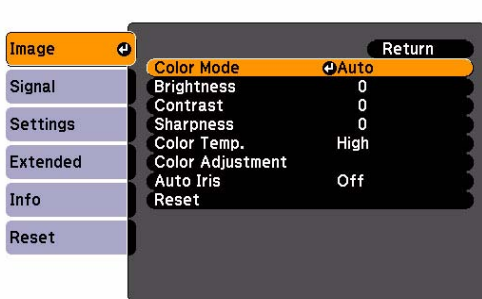 Image
Signal
Settings
Extended
Info
Reset
Return
Color Mode Auto
Brightness 0
Contrast 0
Sharpness 0
Color Temp. High
Color Adjustment
Auto Iris Off
Reset